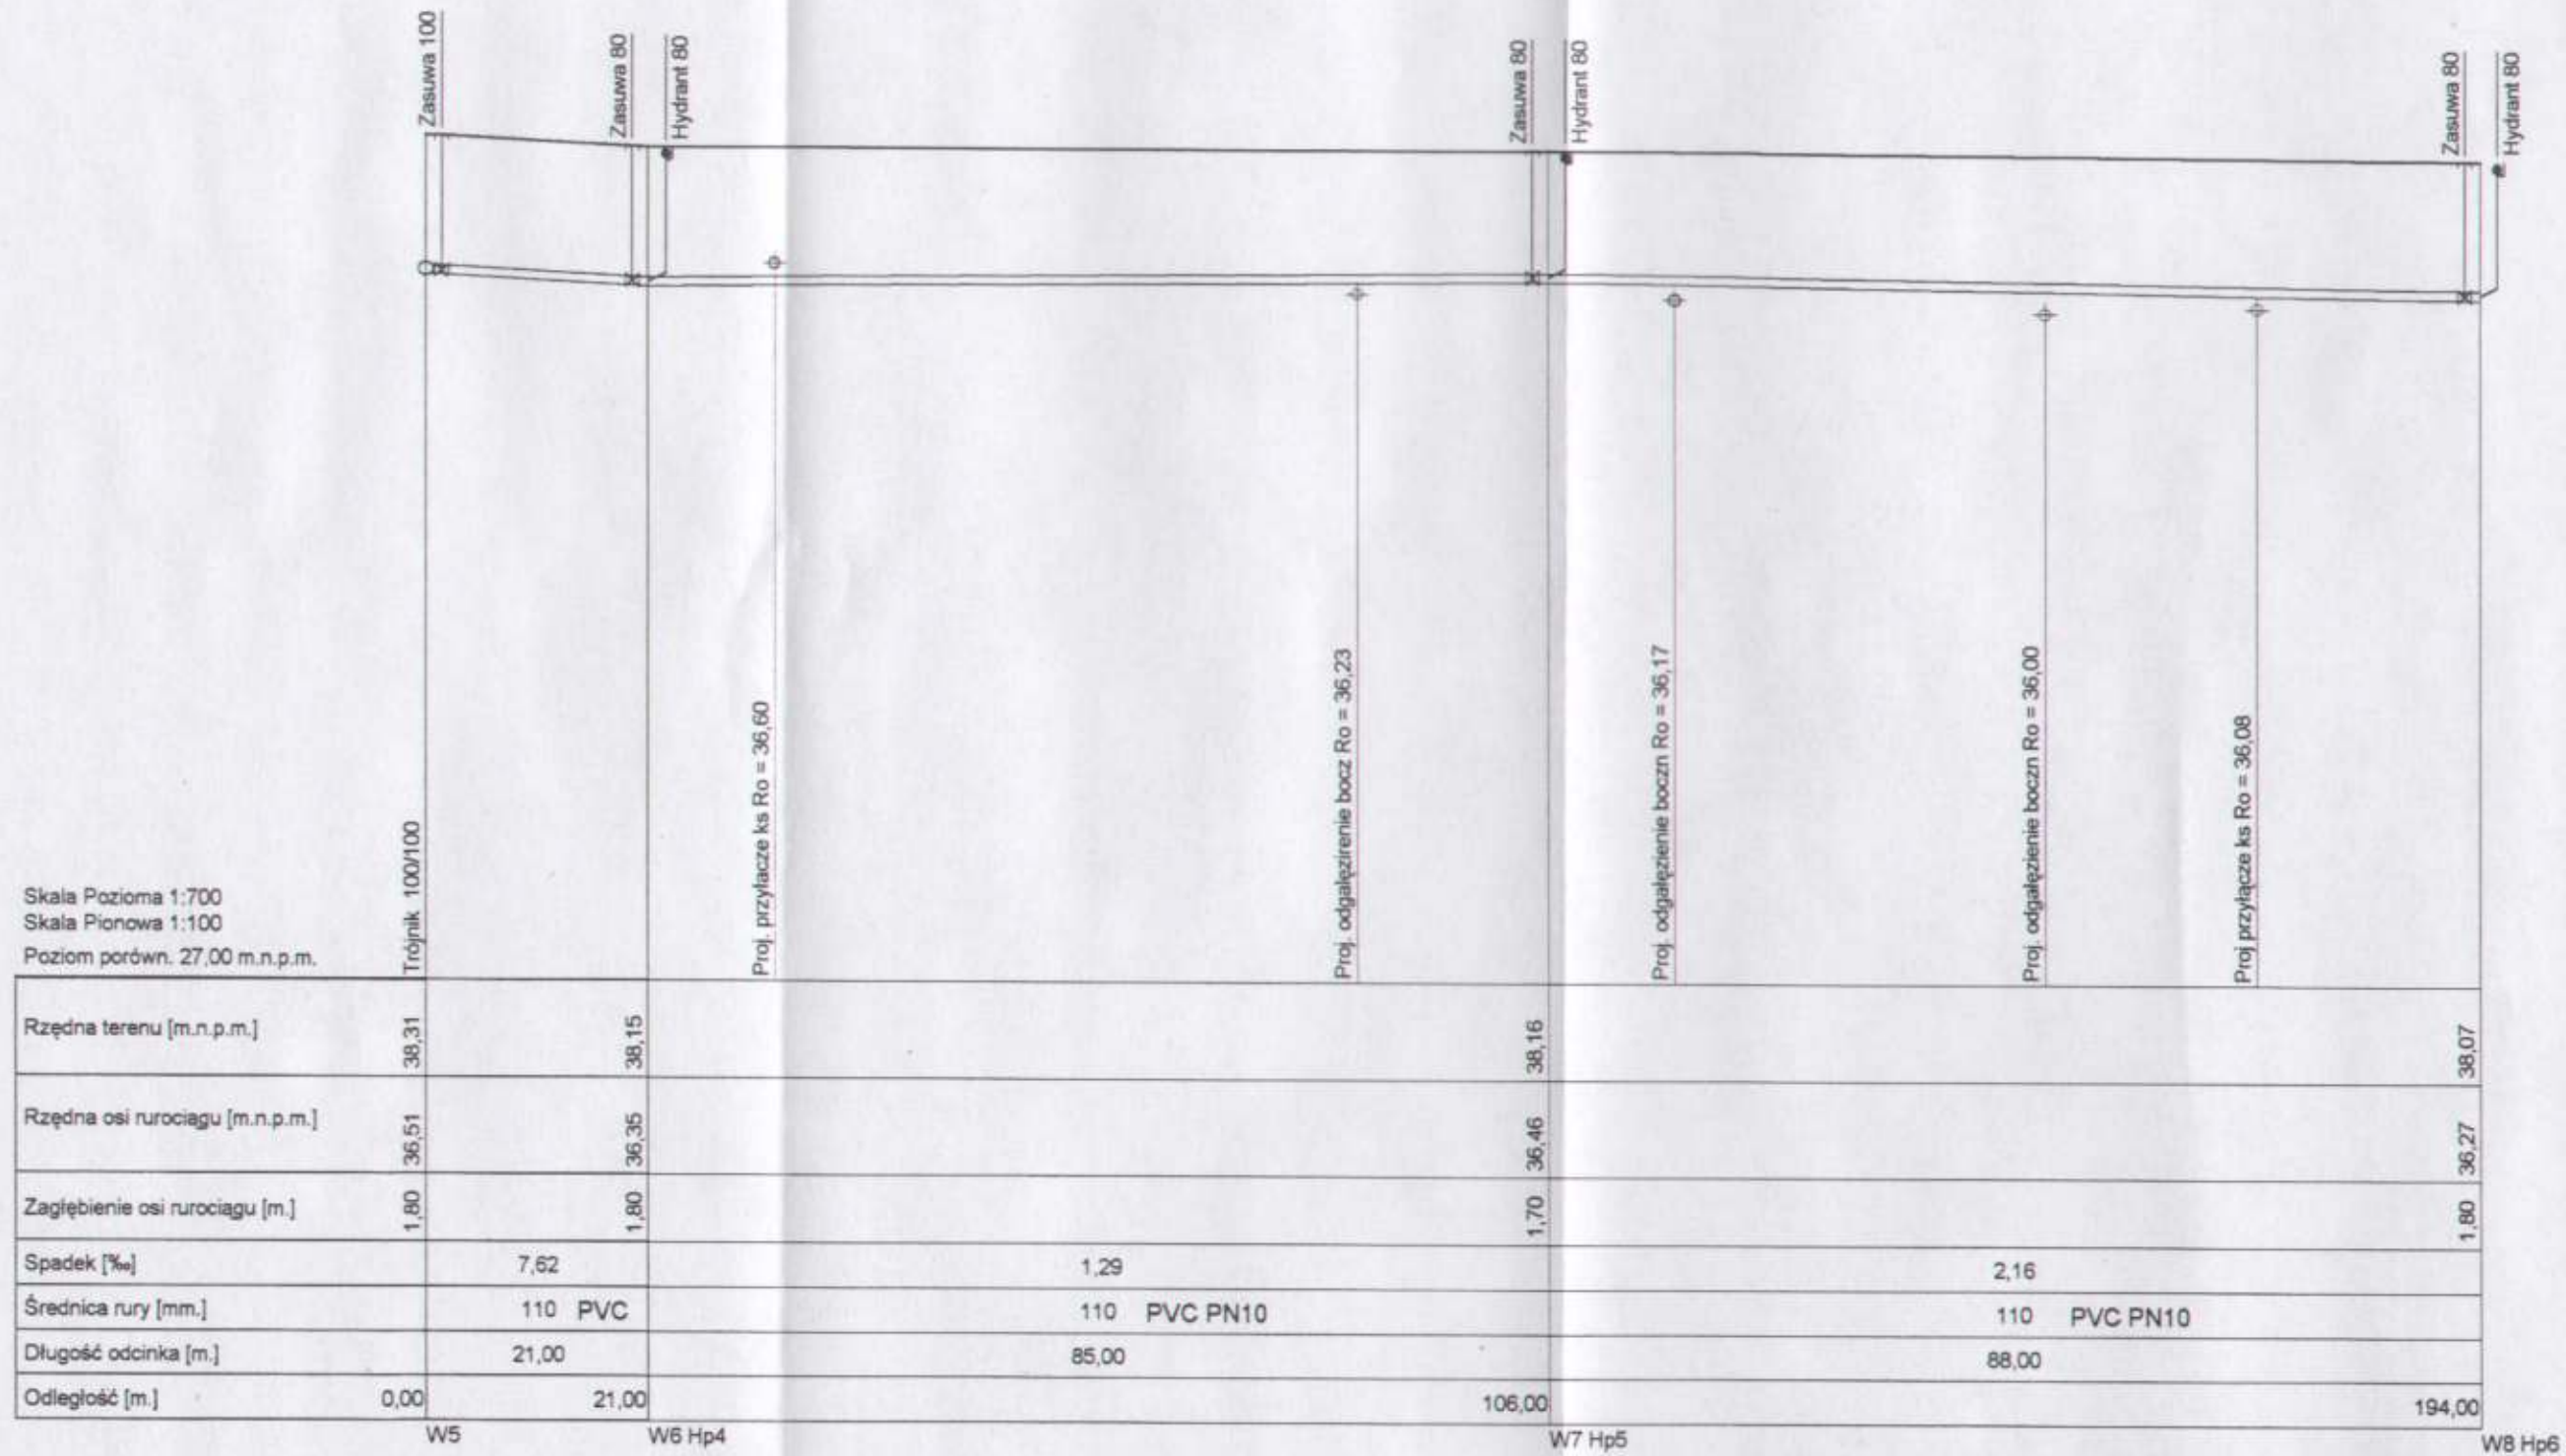 Zasuwa 100
Zasuwa 80
Hydrant 80
Zasuwa 80
Hydrant 80
Zasuwa 80
Hydrant 80
Trójnik 100/100
Proj. przyłacze ks Ro = 36,60
Proj. odgałęzirenie bocz Ro = 36,23
Proj. odgałęzienie boczn Ro = 36,17
Proj. odgałęzienie boczn Ro = 36,00
Proj przyłącze ks Ro = 36,08
Skala Pozioma 1:700
Skala Pionowa 1:100
Poziom porówn. 27,00 m.n.p.m.
Rzędna terenu [m.n.p.m.] 38,31 38,15 38,16 38,07
Rzędna osi rurociągu [m.n.p.m.] 36,51 36,35 36,46 36,27
Zagłębienie osi rurociągu [m.] 1,80 1,80 1,70 1,80
Spadek [‰] 7,62 1,29 2,16
Średnica rury [mm.] 110 PVC 110 PVC PN10 110 PVC PN10
Długość odcinka [m.] 21,00 85,00 88,00
Odległość [m.] 0,00 21,00 106,00 194,00
W5 W6 Hp4 W7 Hp5 W8 Hp6